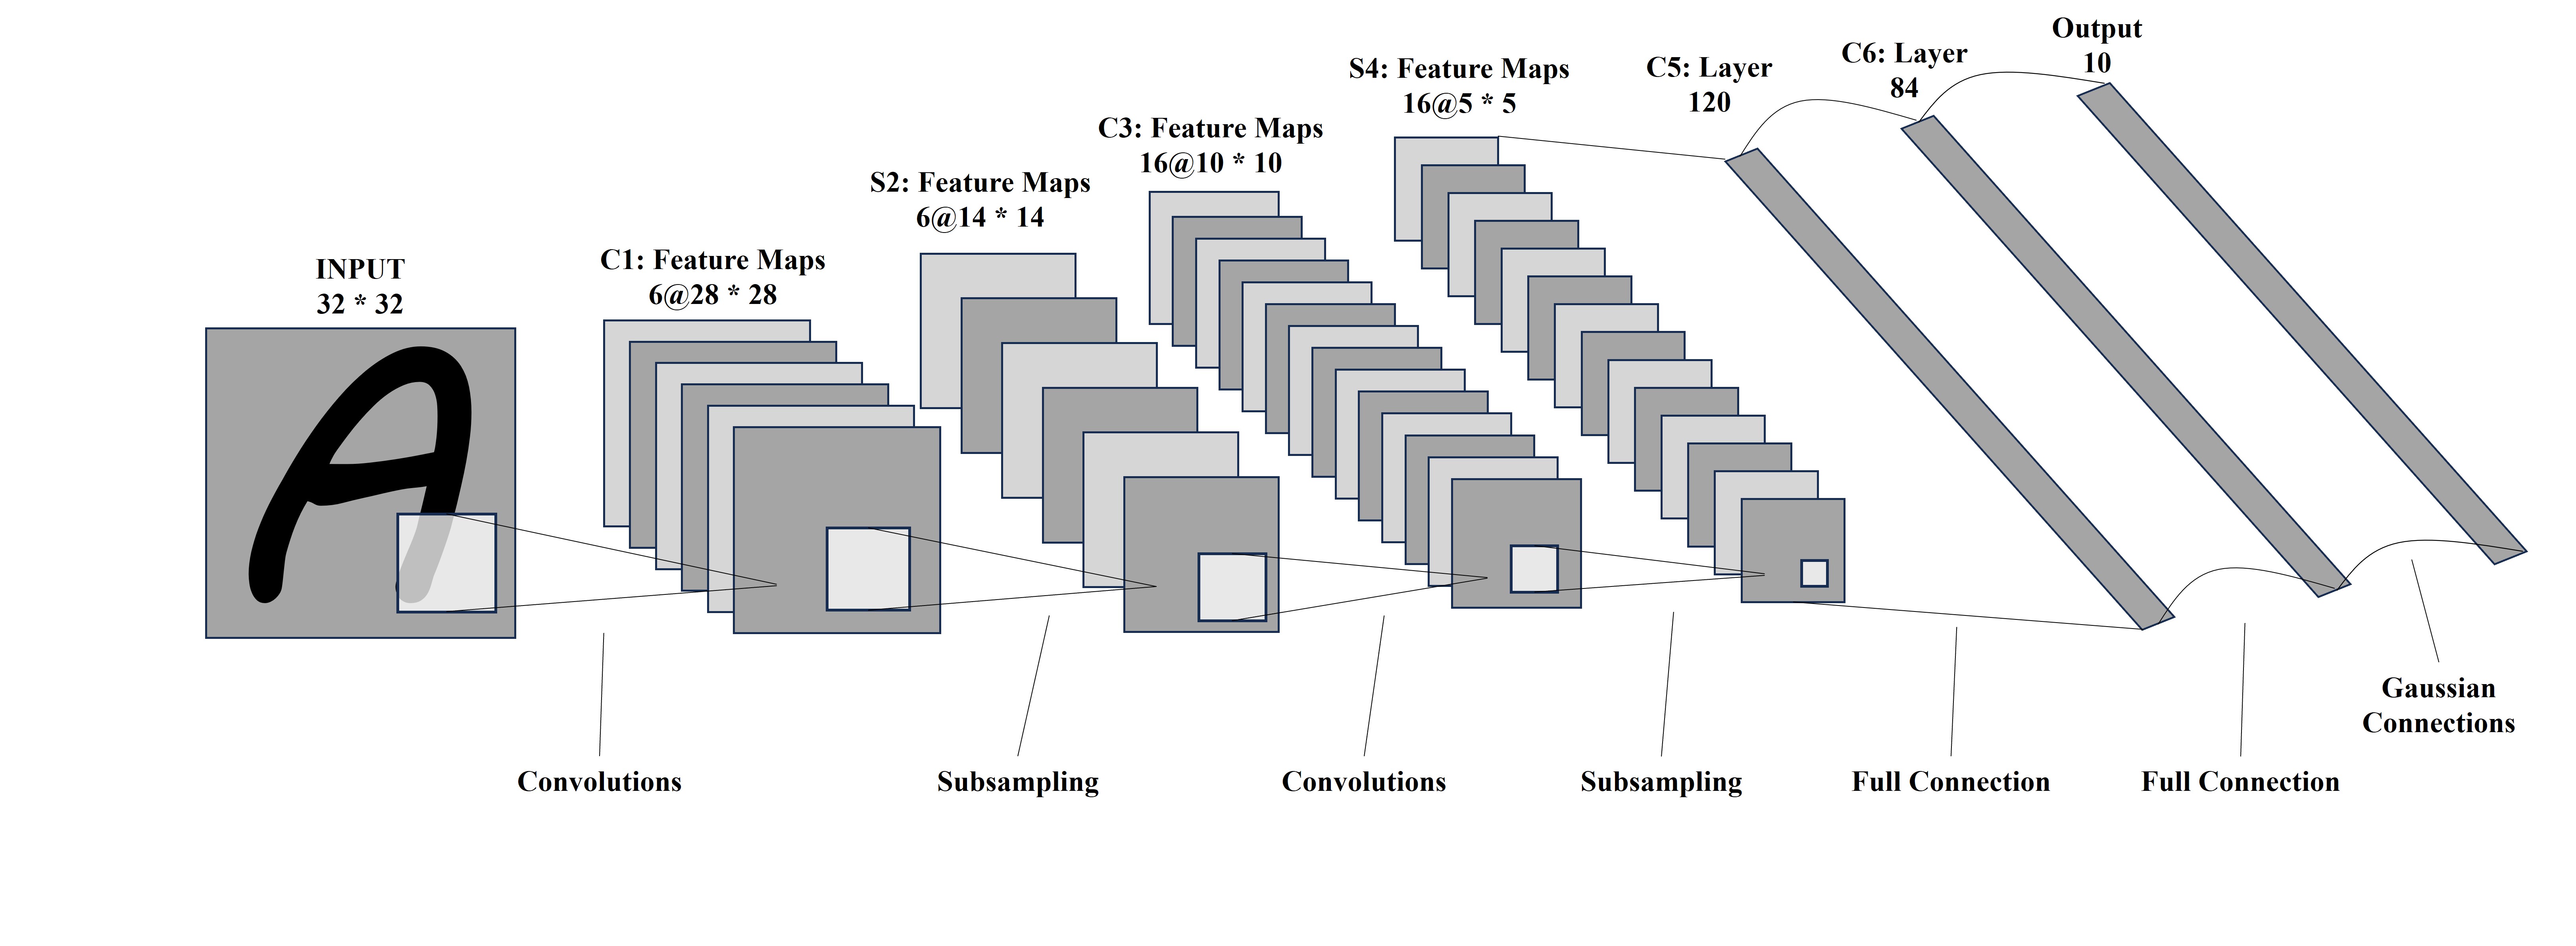 INPUT
32 * 32
C1: Feature Maps
6@28 * 28
S2: Feature Maps
6@14 * 14
C3: Feature Maps
16@10 * 10
S4: Feature Maps
16@5 * 5
C5: Layer
120
C6: Layer
84
Output
10
Convolutions
Subsampling
Convolutions
Subsampling
Full Connection
Full Connection
Gaussian
Connections